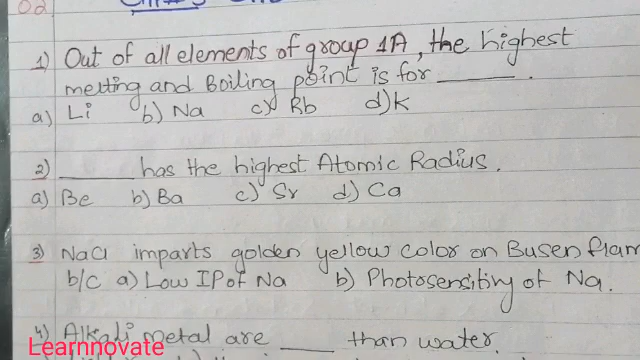 02
1) Out of all elements of group 1A, the highest
melting and Boiling point is for ______.
a) Li b) Na c) Rb d) K
2) ______ has the highest Atomic Radius.
a) Be b) Ba c) Sr d) Ca
3) NaCl imparts golden yellow color on Busen flam
b/c a) Low IP of Na b) Photosensitivy of Na.
4) Alkali metal are ____ than water.
Learnnovate